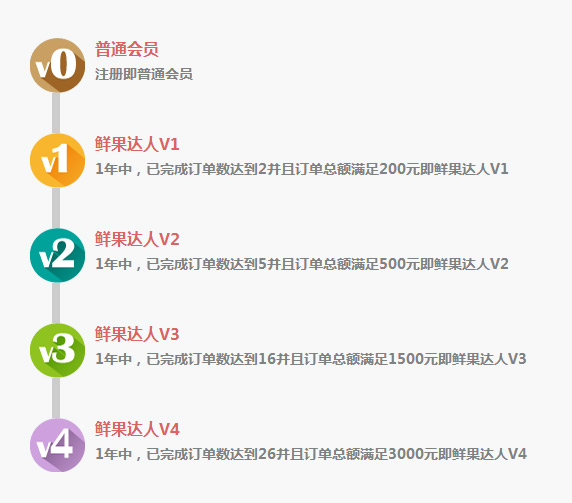 v0
普通会员
注册即普通会员
v1
鲜果达人V1
1年中，已完成订单数达到2并且订单总额满足200元即鲜果达人V1
v2
鲜果达人V2
1年中，已完成订单数达到5并且订单总额满足500元即鲜果达人V2
v3
鲜果达人V3
1年中，已完成订单数达到16并且订单总额满足1500元即鲜果达人V3
v4
鲜果达人V4
1年中，已完成订单数达到26并且订单总额满足3000元即鲜果达人V4